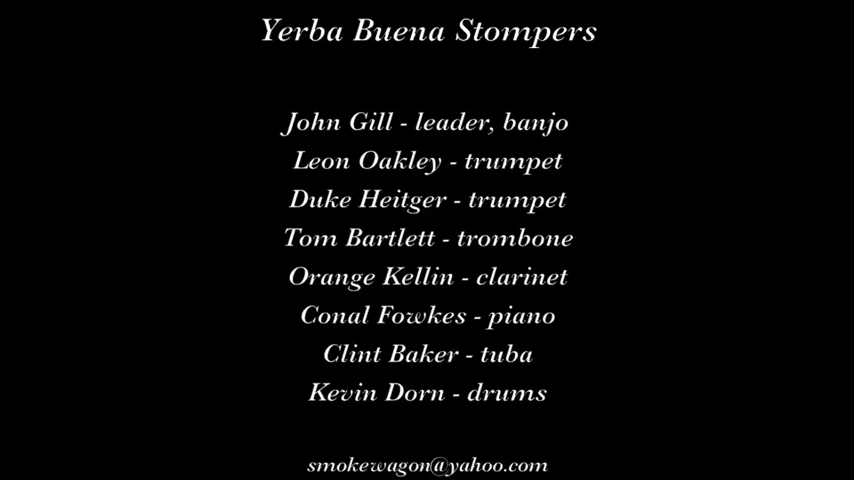 Yerba Buena Stompers
John Gill - leader, banjo
Leon Oakley - trumpet
Duke Heitger - trumpet
Tom Bartlett - trombone
Orange Kellin - clarinet
Conal Fowkes - piano
Clint Baker - tuba
Kevin Dorn - drums
smokewagon@yahoo.com